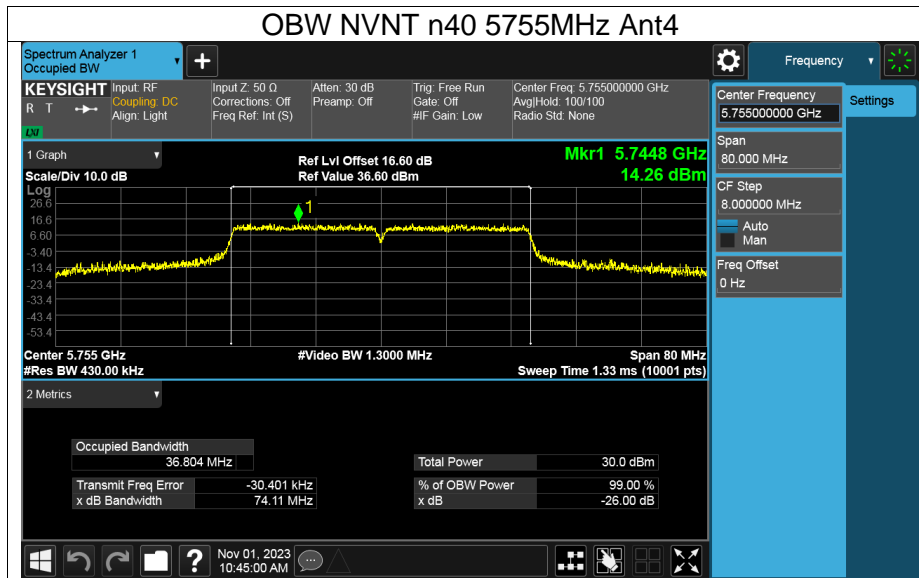 OBW NVNT n40 5755MHz Ant4
Spectrum Analyzer 1
Occupied BW
+
Frequency
KEYSIGHT
R T
LXI
Input: RF
Coupling: DC
Align: Light
Input Z: 50 Ω
Corrections: Off
Freq Ref: Int (S)
Atten: 30 dB
Preamp: Off
Trig: Free Run
Gate: Off
#IF Gain: Low
Center Freq: 5.755000000 GHz
Avg|Hold: 100/100
Radio Std: None
Center Frequency
5.755000000 GHz
Settings
Span
80.000 MHz
CF Step
8.000000 MHz
Auto
Man
Freq Offset
0 Hz
1 Graph
Scale/Div 10.0 dB
Ref Lvl Offset 16.60 dB
Ref Value 36.60 dBm
Mkr1 5.7448 GHz
14.26 dBm
Log
26.6
16.6
6.60
-3.40
-13.4
-23.4
-33.4
-43.4
-53.4
1
Center 5.755 GHz
#Res BW 430.00 kHz
#Video BW 1.3000 MHz
Span 80 MHz
Sweep Time 1.33 ms (10001 pts)
2 Metrics
Occupied Bandwidth
36.804 MHz
Total Power 30.0 dBm
Transmit Freq Error -30.401 kHz
% of OBW Power 99.00 %
x dB Bandwidth 74.11 MHz
x dB -26.00 dB
?
Nov 01, 2023
10:45:00 AM